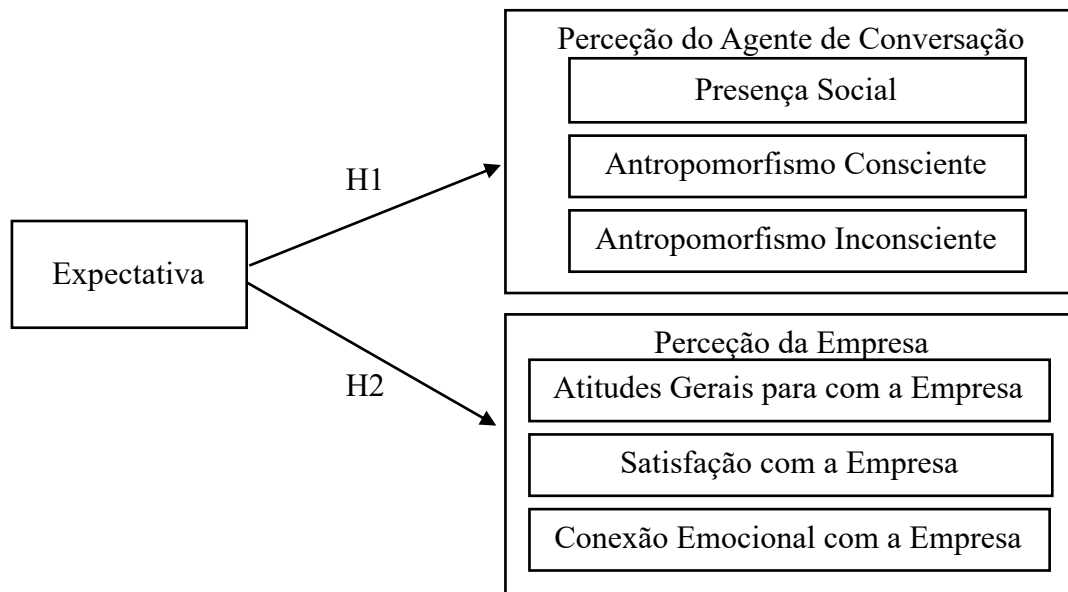 Perceção do Agente de Conversação
Presença Social
Antropomorfismo Consciente
Antropomorfismo Inconsciente
H1
Expectativa
H2
Perceção da Empresa
Atitudes Gerais para com a Empresa
Satisfação com a Empresa
Conexão Emocional com a Empresa